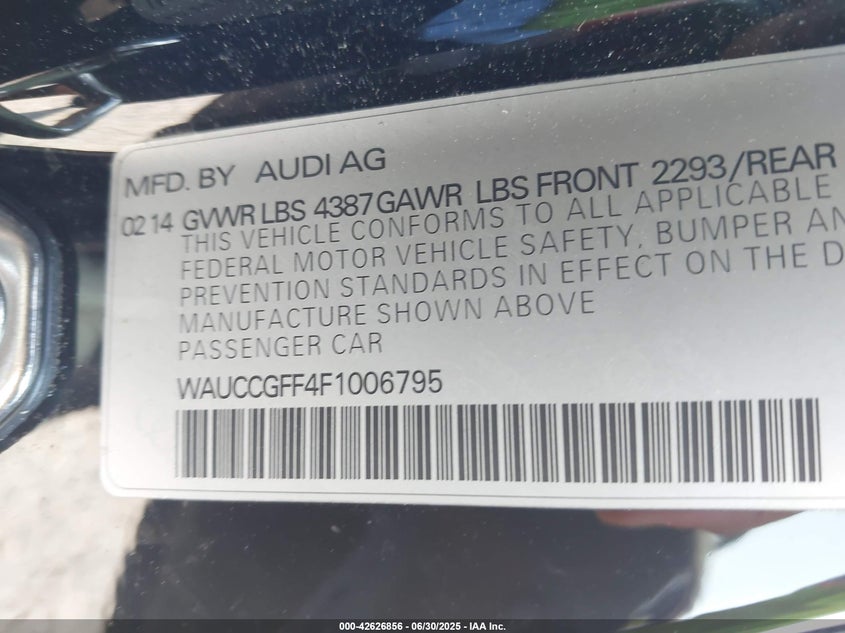 MFD. BY AUDI AG
02 14 GVWR LBS 4387 GAWR LBS FRONT 2293/REAR
THIS VEHICLE CONFORMS TO ALL APPLICABLE
FEDERAL MOTOR VEHICLE SAFETY, BUMPER AN
PREVENTION STANDARDS IN EFFECT ON THE D
MANUFACTURE SHOWN ABOVE
PASSENGER CAR
WAUCCGFF4F1006795
000-42626856 - 06/30/2025 - IAA Inc.